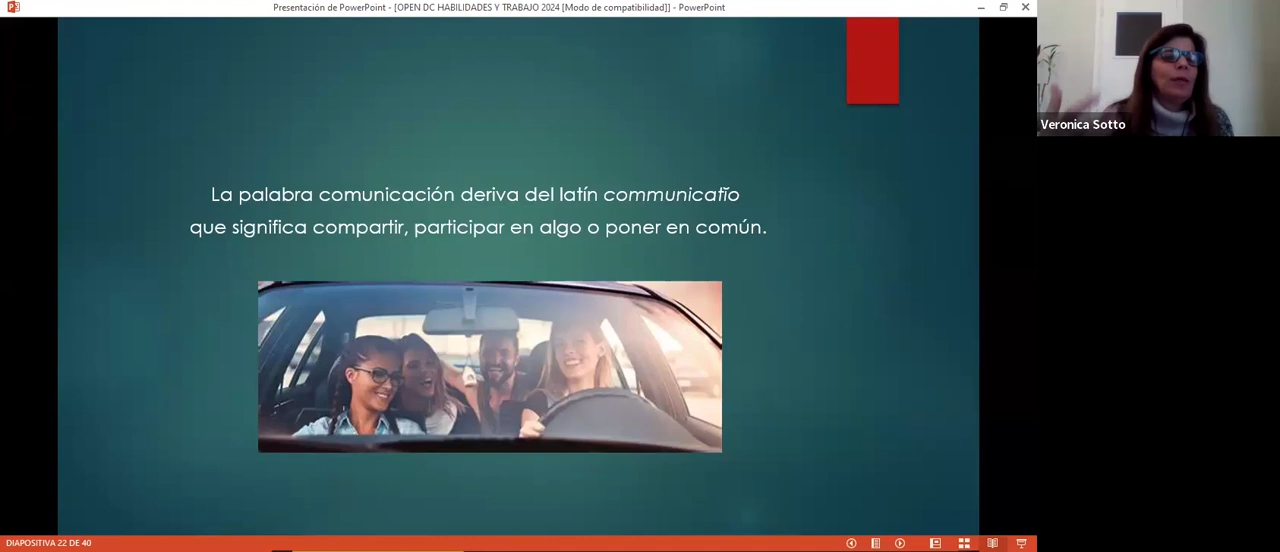 Presentación de PowerPoint - [OPEN DC HABILIDADES Y TRABAJO 2024 [Modo de compatibilidad]] - PowerPoint
Veronica Sotto
La palabra comunicación deriva del latín communicatĭo
que significa compartir, participar en algo o poner en común.
DIAPOSITIVA 22 DE 40